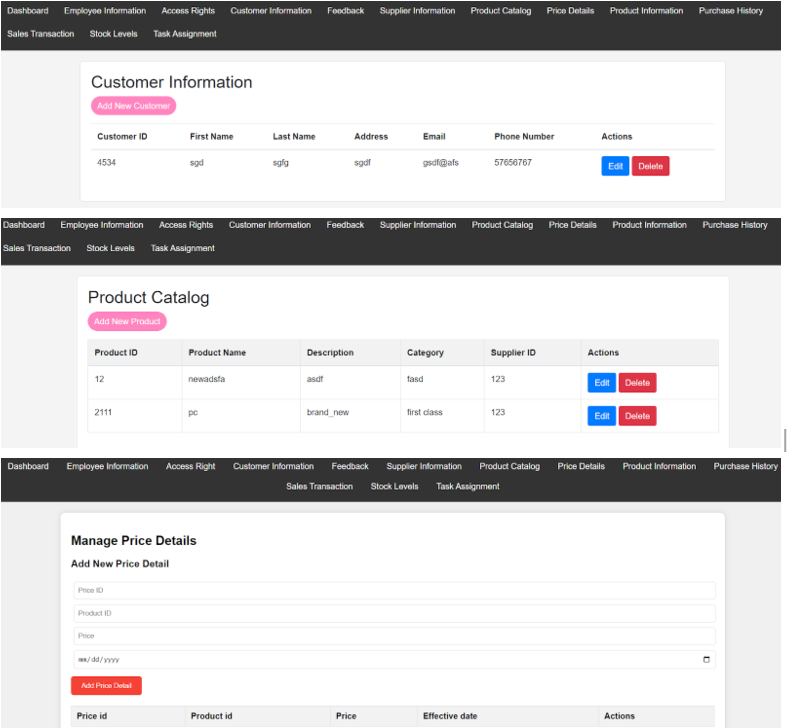 Dashboard Employee Information Access Rights Customer Information Feedback Supplier Information Product Catalog Price Details Product Information Purchase History
Sales Transaction Stock Levels Task Assignment
Customer Information
Add New Customer
Customer ID First Name Last Name Address Email Phone Number Actions
4534 sgd sgfg sgdf gsdf@afs 57656767 Edit Delete
Dashboard Employee Information Access Rights Customer Information Feedback Supplier Information Product Catalog Price Details Product Information Purchase History
Sales Transaction Stock Levels Task Assignment
Product Catalog
Add New Product
Product ID Product Name Description Category Supplier ID Actions
12 newadsfa asdf fasd 123 Edit Delete
2111 pc brand_new first class 123 Edit Delete
Dashboard Employee Information Access Right Customer Information Feedback Supplier Information Product Catalog Price Details Product Information Purchase History
Sales Transaction Stock Levels Task Assignment
Manage Price Details
Add New Price Detail
Price ID
Product ID
Price
mm/dd/yyyy
Add Price Detail
Price id Product id Price Effective date Actions